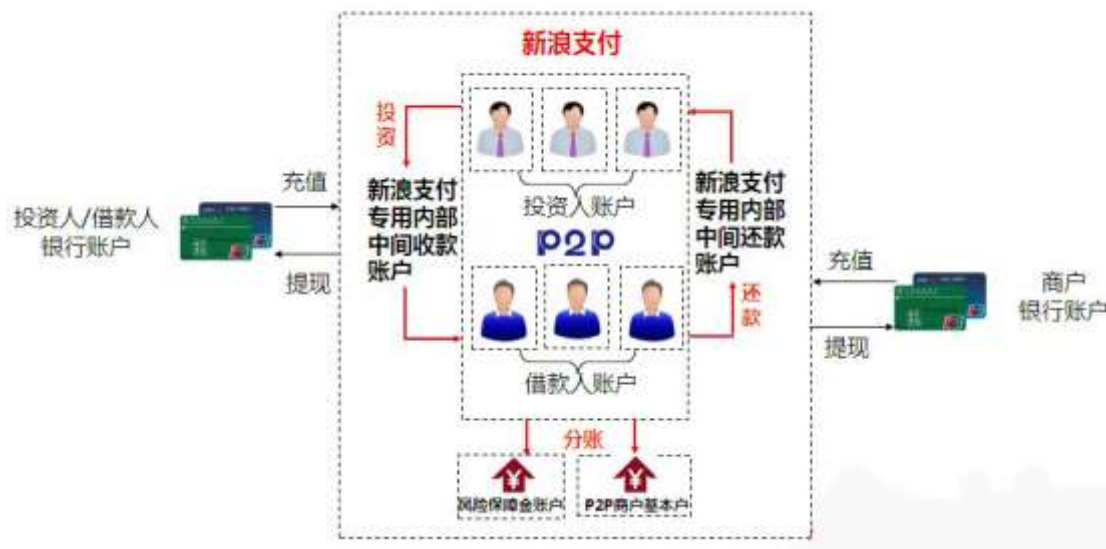 新浪支付
投
资
新浪支付
专用内部
中间收款
账户
投资人账户
P2P
新浪支付
专用内部
中间还款
账户
还
款
借款人账户
分账
风险保障金账户
P2P商户基本户
充值
投资人/借款人
银行账户
提现
充值
商户
银行账户
提现